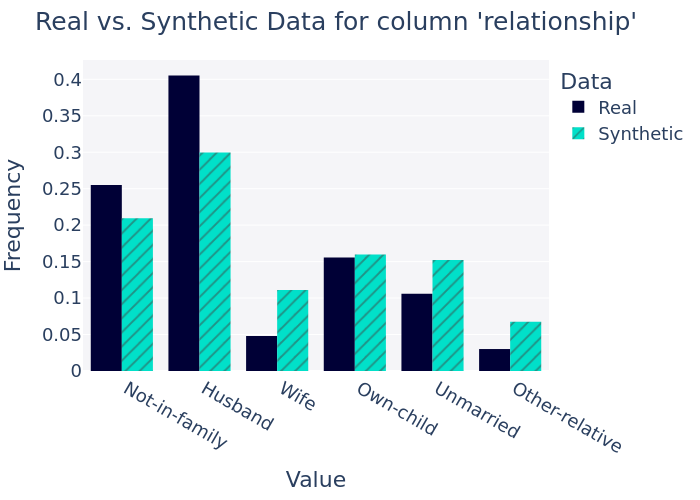 Real vs. Synthetic Data for column 'relationship'
Data
Real
Synthetic
Frequency
0.4
0.35
0.3
0.25
0.2
0.15
0.1
0.05
0
Not-in-family
Husband
Wife
Own-child
Unmarried
Other-relative
Value